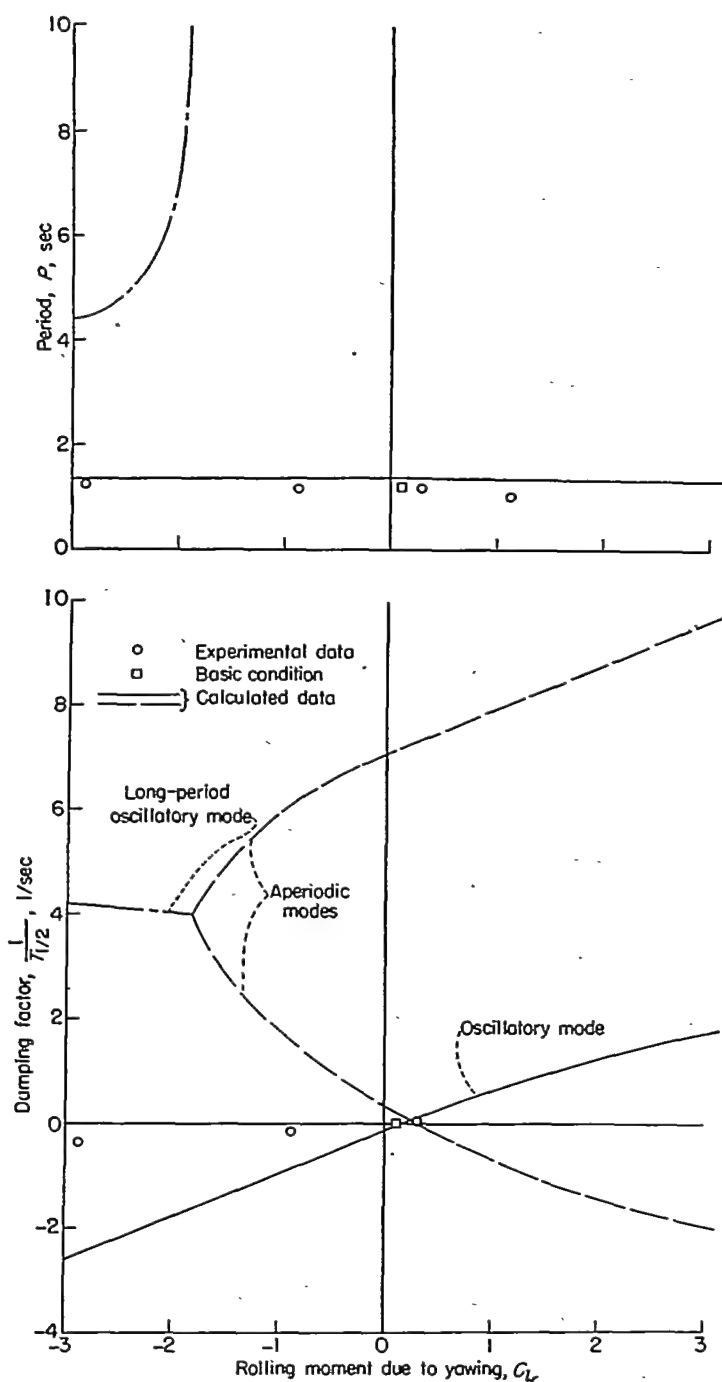 10
8
6
4
2
0
Period, P, sec
10
8
6
4
2
0
-2
-4
Damping factor, 1/T1/2, 1/sec
Experimental data
Basic condition
Calculated data
Long-period
oscillatory mode
Aperiodic
modes
Oscillatory mode
-3 -2 -1 0 1 2 3
Rolling moment due to yawing, Clr